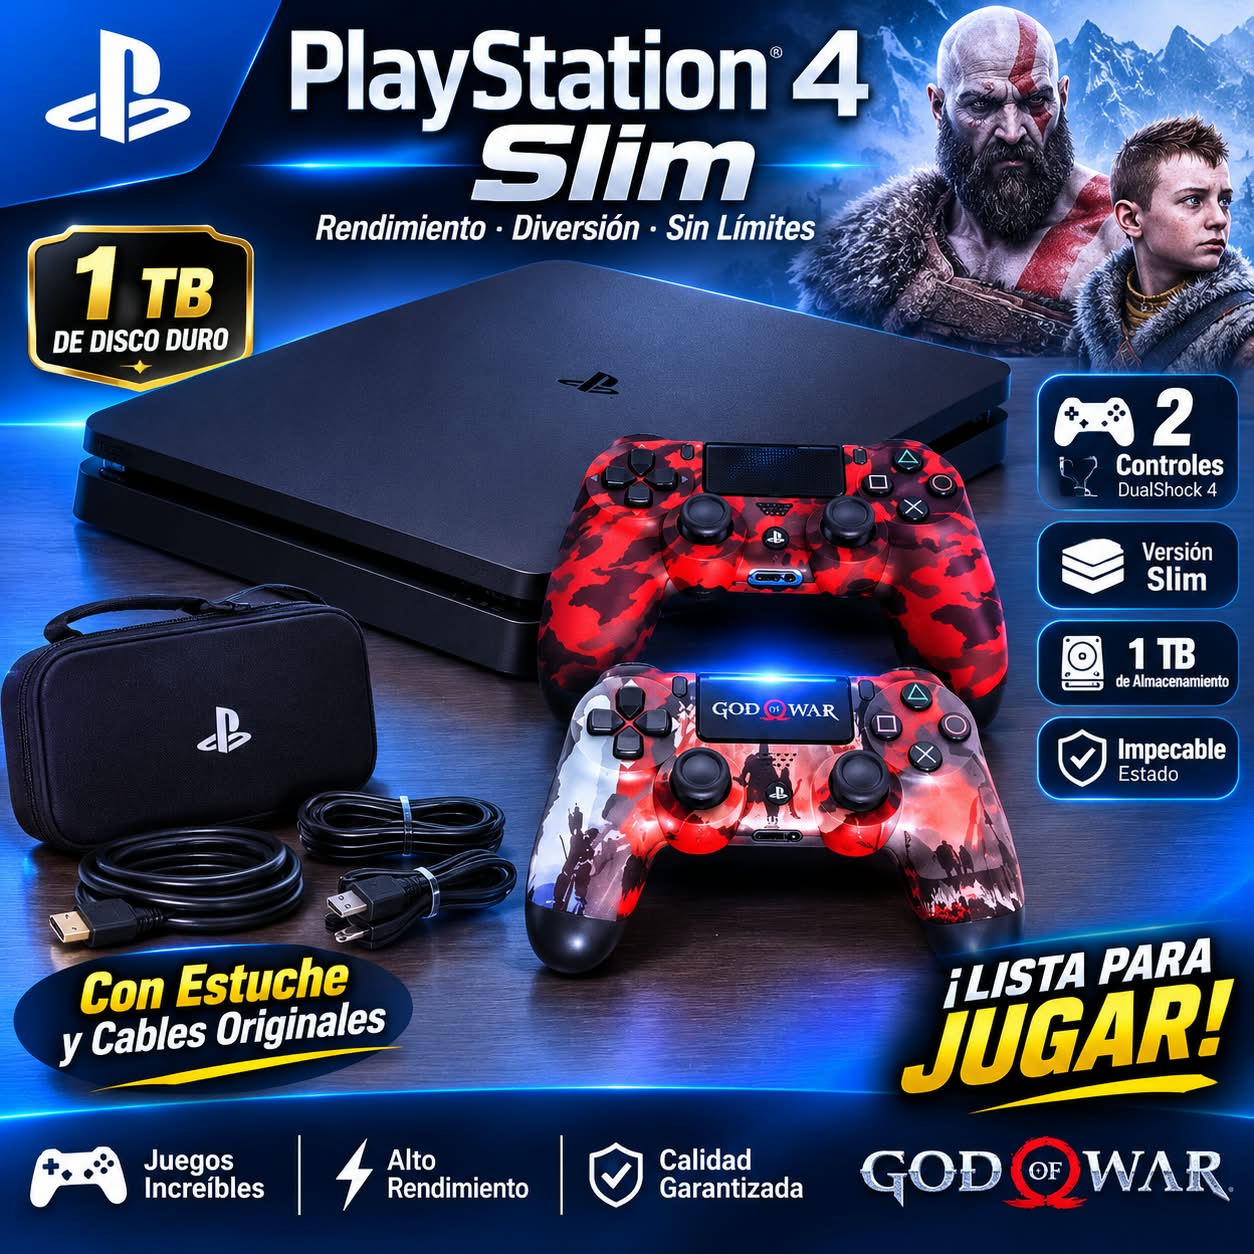 PlayStation® 4
Slim
Rendimiento · Diversión · Sin Límites
1 TB
DE DISCO DURO
2
Controles
DualShock 4
Versión
Slim
1 TB
de Almacenamiento
Impecable
Estado
GOD OF WAR
Con Estuche
y Cables Originales
¡LISTA PARA
JUGAR!
Juegos
Increíbles
Alto
Rendimiento
Calidad
Garantizada
GOD OF WAR